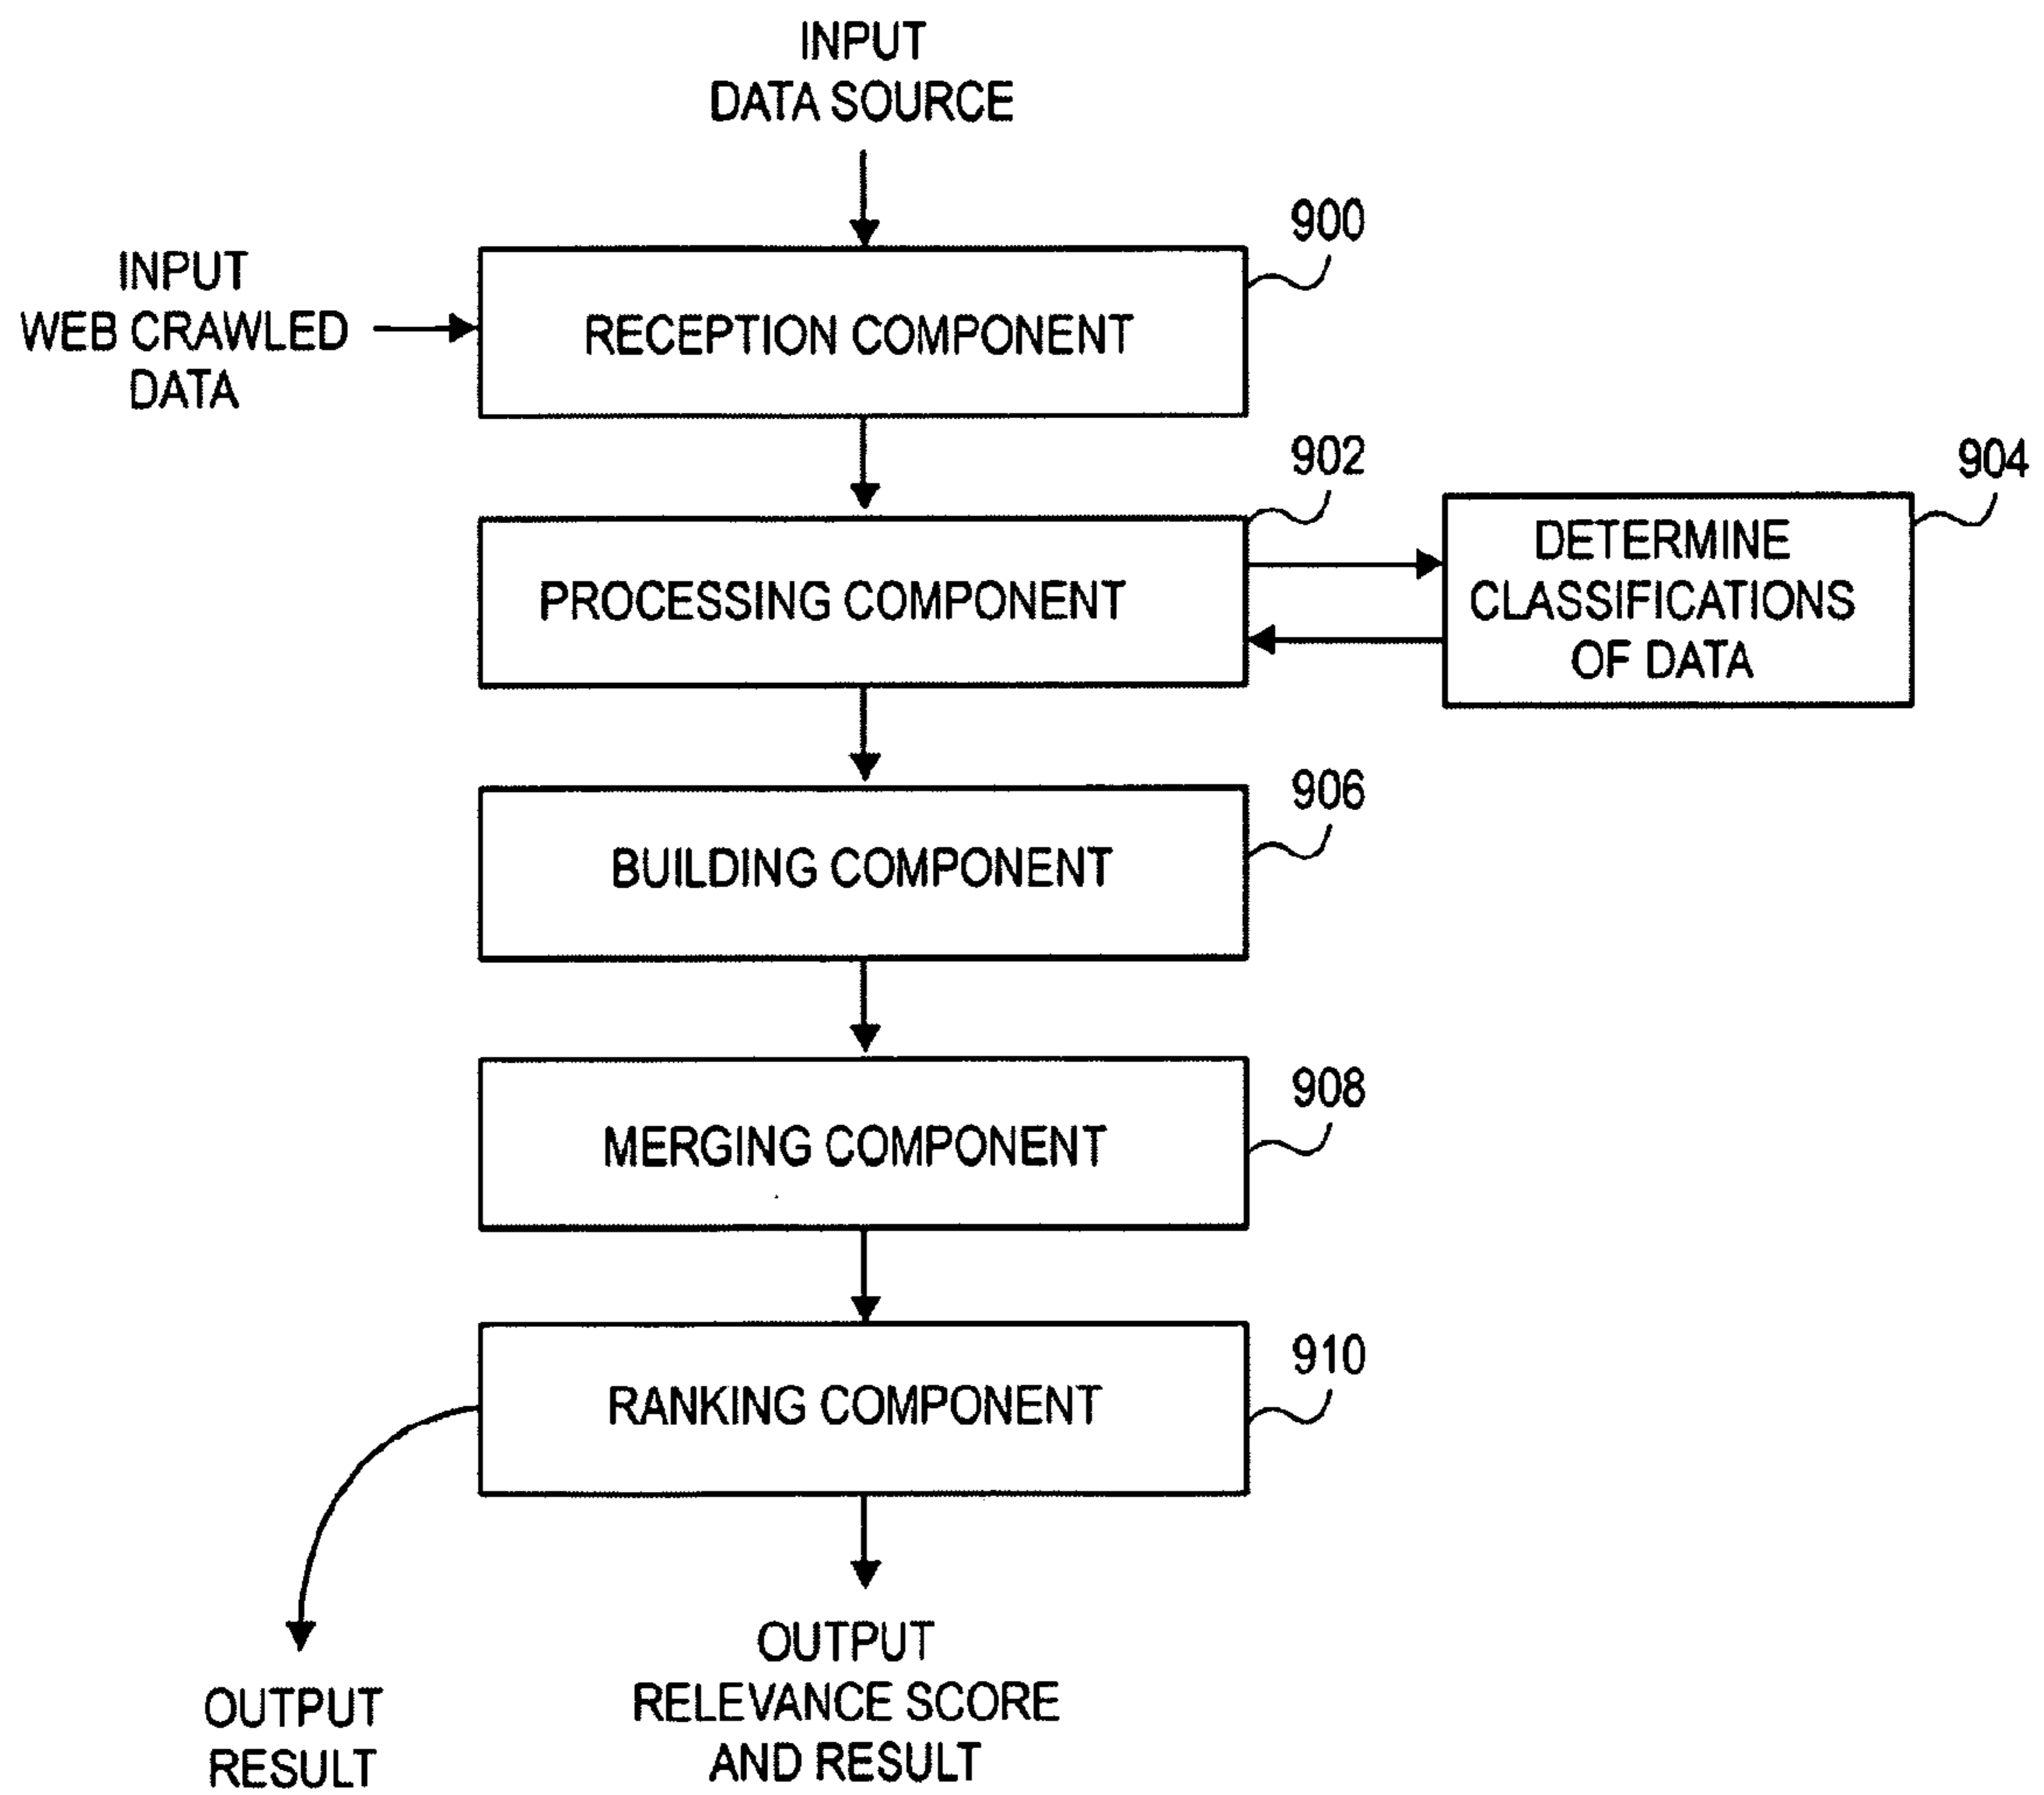 INPUT
DATA SOURCE
900
INPUT
WEB CRAWLED
DATA
RECEPTION COMPONENT
902
904
PROCESSING COMPONENT
DETERMINE
CLASSIFICATIONS
OF DATA
906
BUILDING COMPONENT
908
MERGING COMPONENT
910
RANKING COMPONENT
OUTPUT
RESULT
OUTPUT
RELEVANCE SCORE
AND RESULT